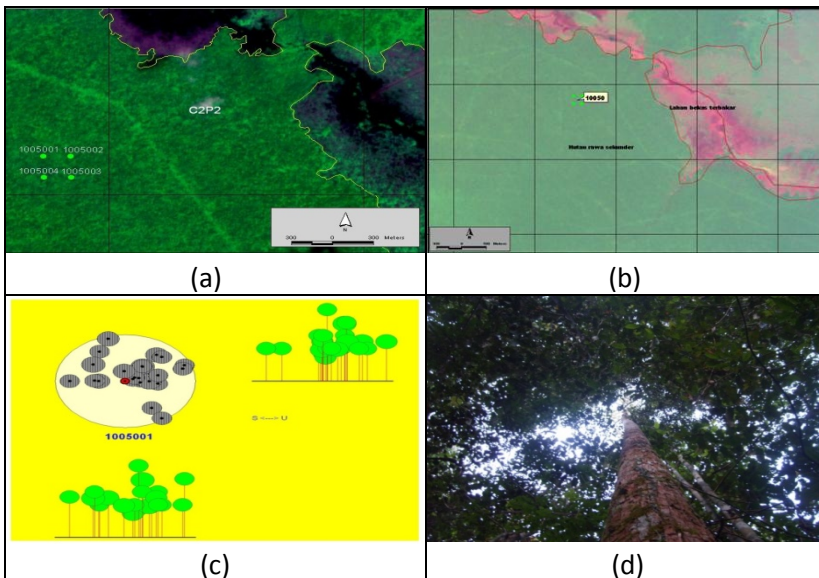 C2P2
1005001 1005002
1005004 1005003
N
300 0 300 Meters
(a)
10050
Lahan bekas terbakar
Hutan rawa sekunder
N
(b)
1005001
S <---> U
(c)
(d)